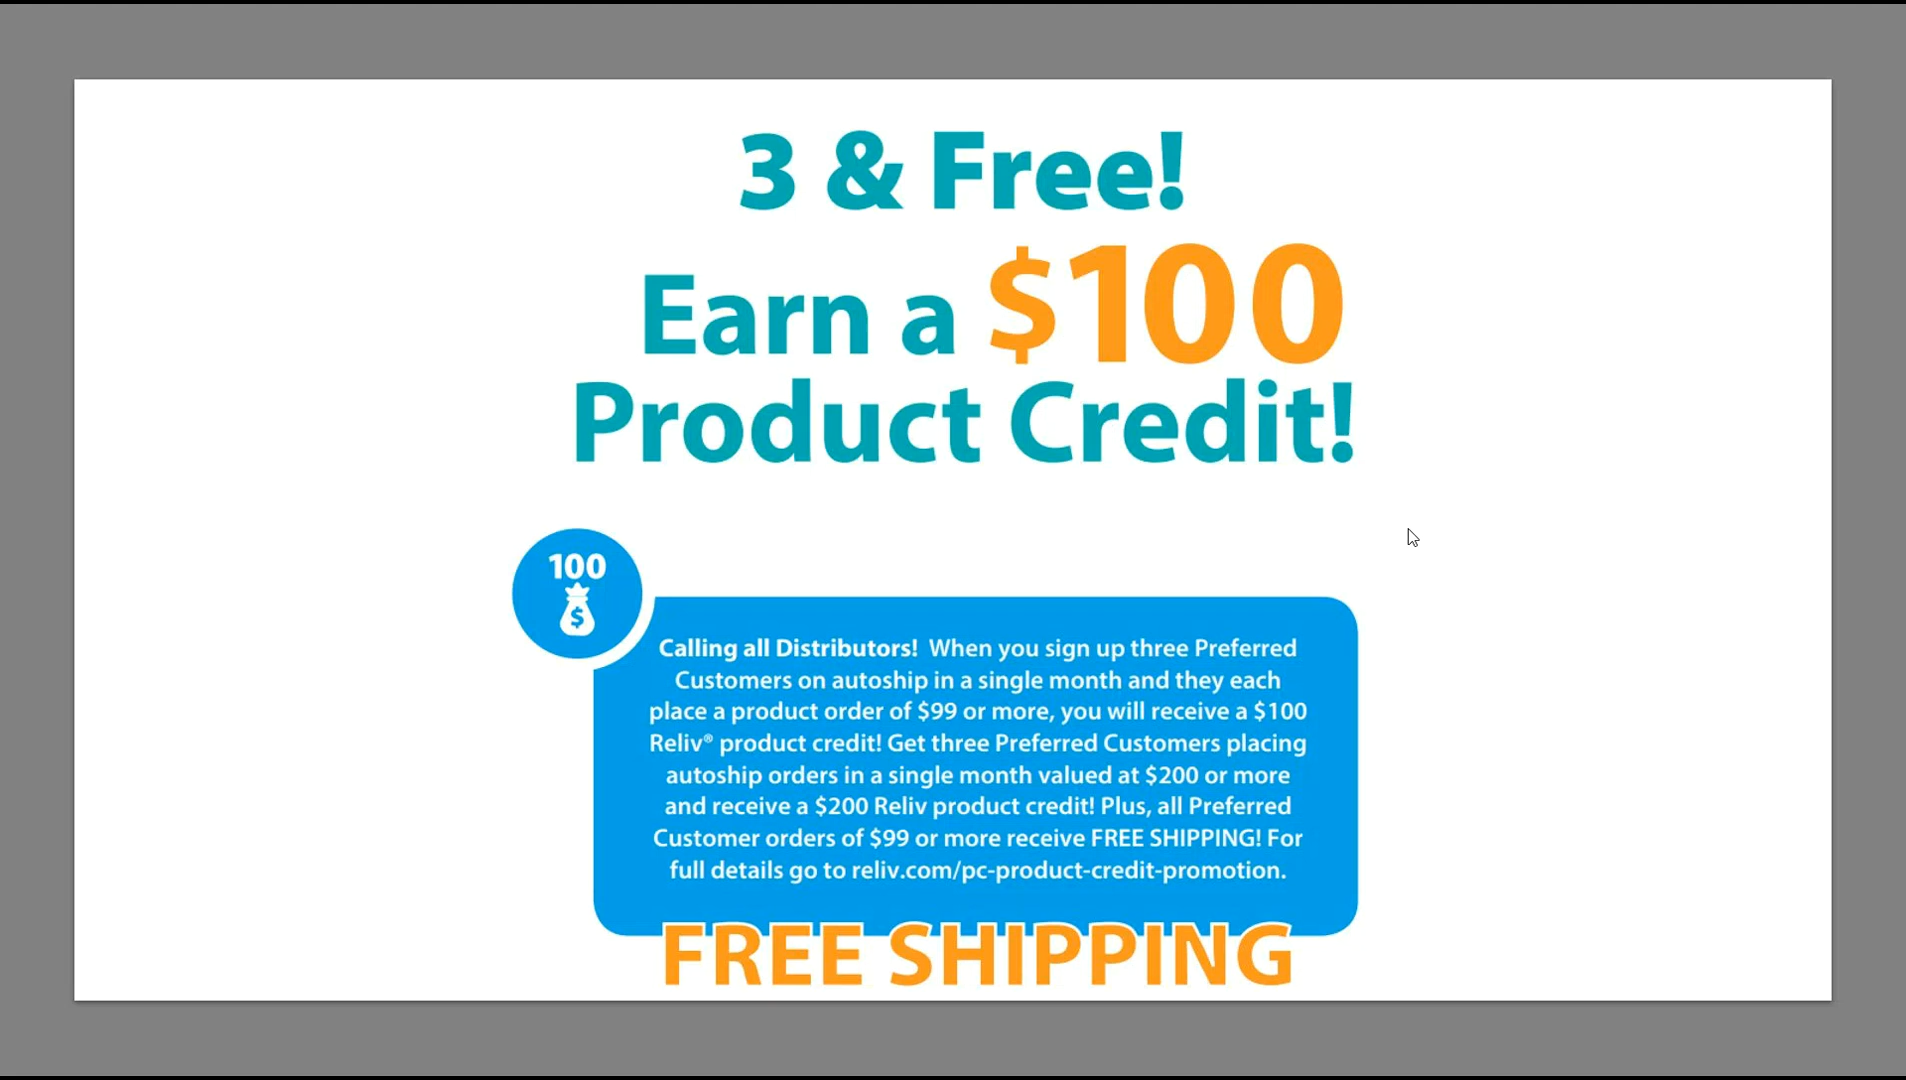 3 & Free!
Earn a $100
Product Credit!
100
$
Calling all Distributors! When you sign up three Preferred
Customers on autoship in a single month and they each
place a product order of $99 or more, you will receive a $100
Reliv® product credit! Get three Preferred Customers placing
autoship orders in a single month valued at $200 or more
and receive a $200 Reliv product credit! Plus, all Preferred
Customer orders of $99 or more receive FREE SHIPPING! For
full details go to reliv.com/pc-product-credit-promotion.
FREE SHIPPING